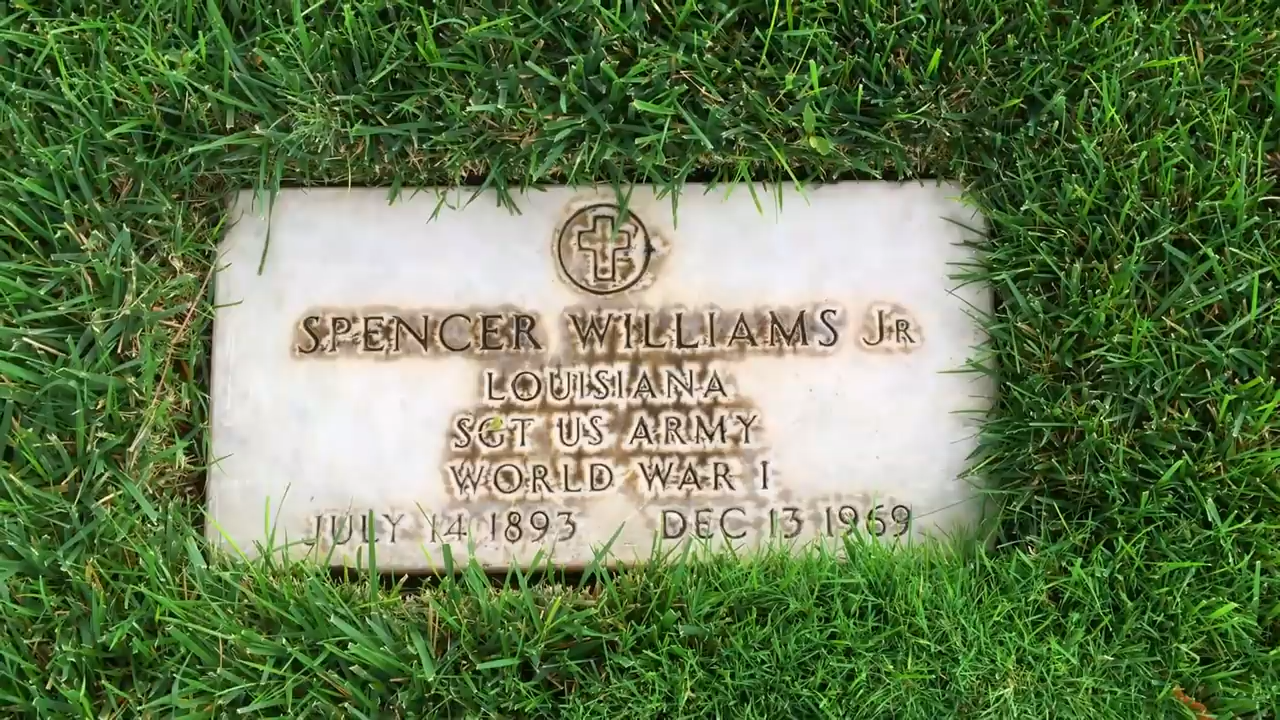 SPENCER WILLIAMS JR
LOUISIANA
SGT US ARMY
WORLD WAR I
JULY 14 1893 DEC 13 1969